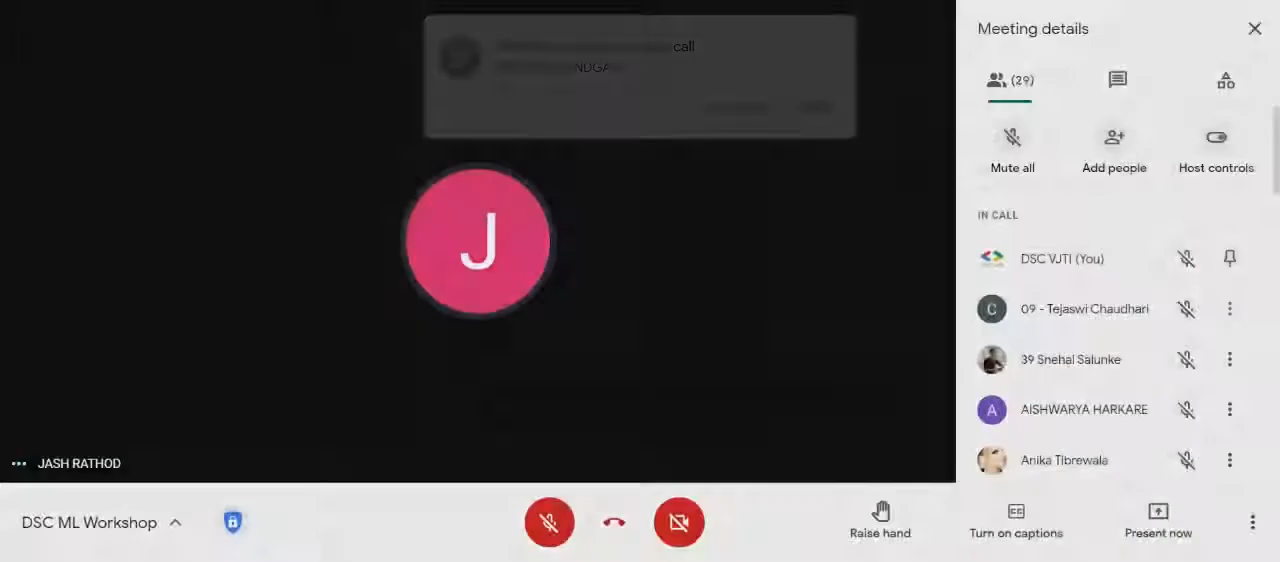 call
NDGA
J
JASH RATHOD
DSC ML Workshop
Raise hand
Turn on captions
Present now
Meeting details
(29)
Mute all
Add people
Host controls
IN CALL
DSC VJTI (You)
C
09 - Tejaswi Chaudhari
39 Snehal Salunke
A
AISHWARYA HARKARE
Anika Tibrewala